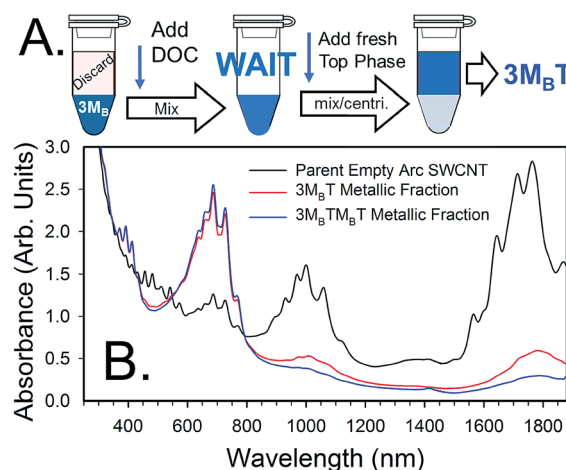 A.
Add
DOC
WAIT
Add fresh
Top Phase
Discard
3M_B
Mix
mix/centri.
3M_BT
3.0
2.5
2.0
1.5
1.0
0.5
0.0
Absorbance (Arb. Units)
Parent Empty Arc SWCNT
3M_BT Metallic Fraction
3M_BTM_BT Metallic Fraction
B.
400 600 800 1000 1200 1400 1600 1800
Wavelength (nm)